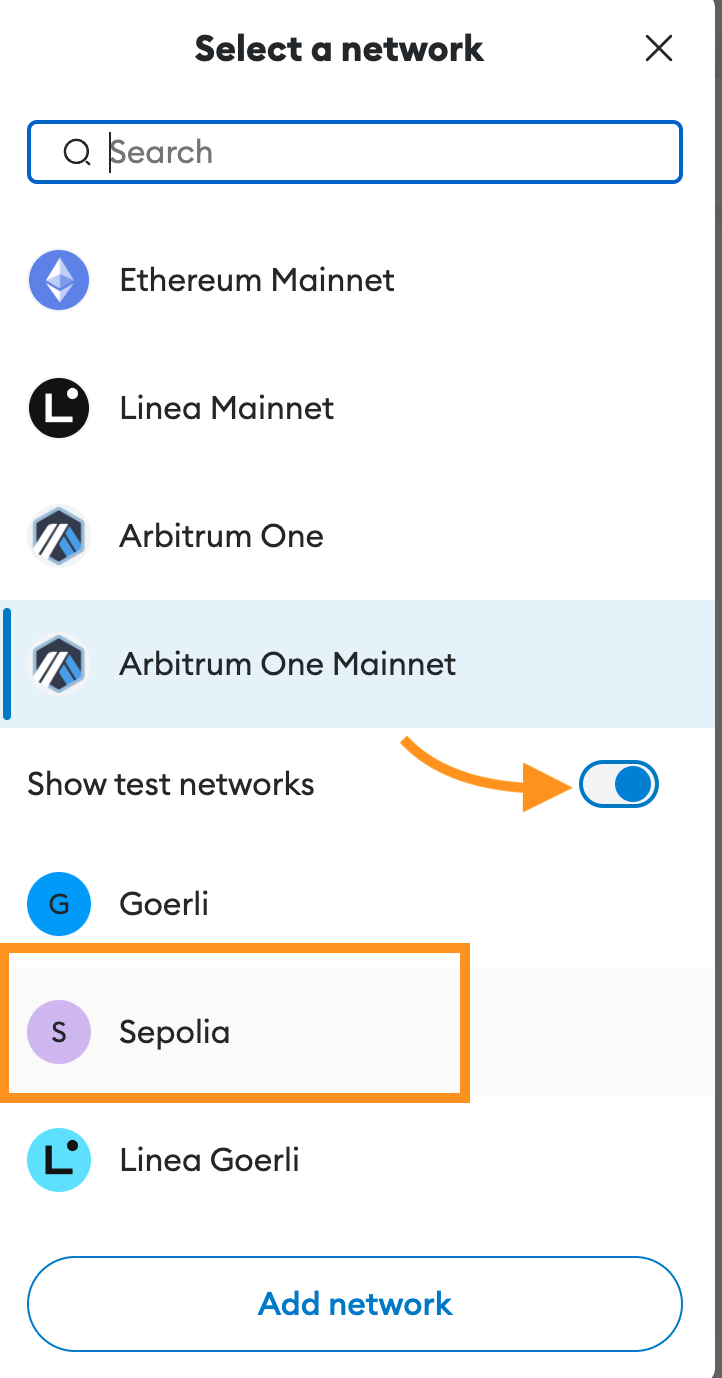 Select a network
Search
Ethereum Mainnet
Linea Mainnet
Arbitrum One
Arbitrum One Mainnet
Show test networks
G Goerli
S Sepolia
Linea Goerli
Add network